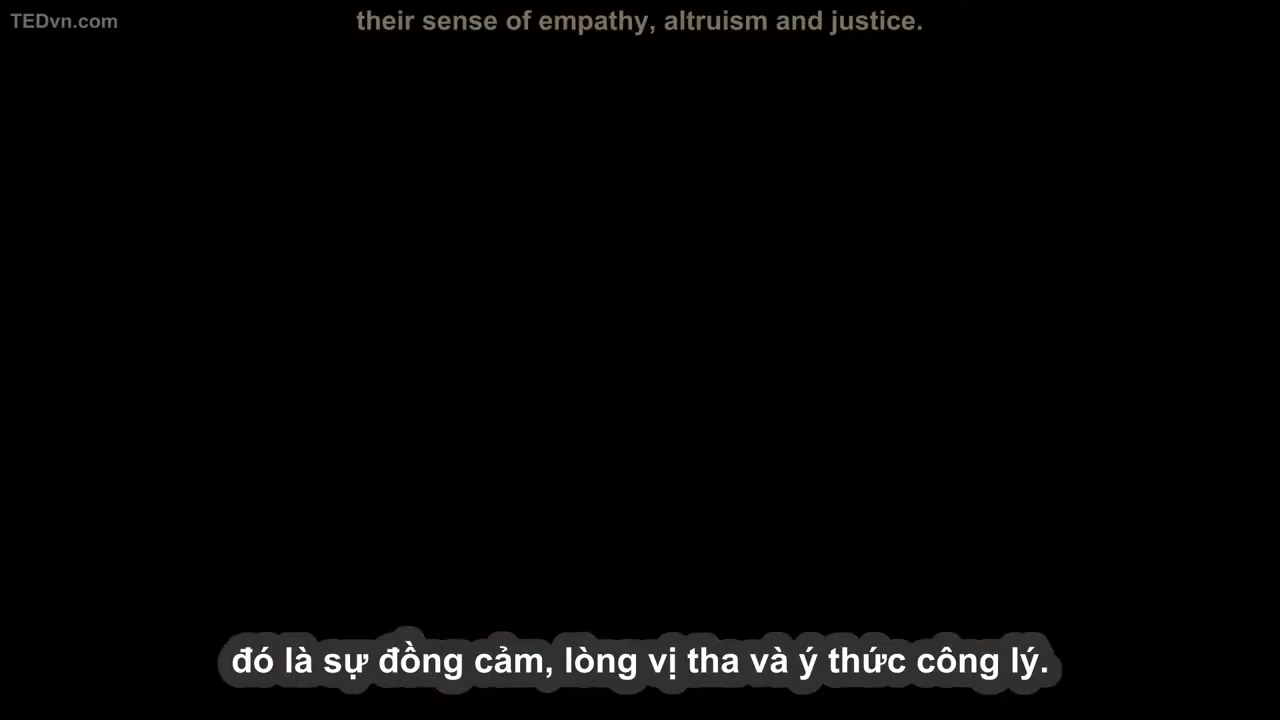 TEDvn.com
their sense of empathy, altruism and justice.
đó là sự đồng cảm, lòng vị tha và ý thức công lý.